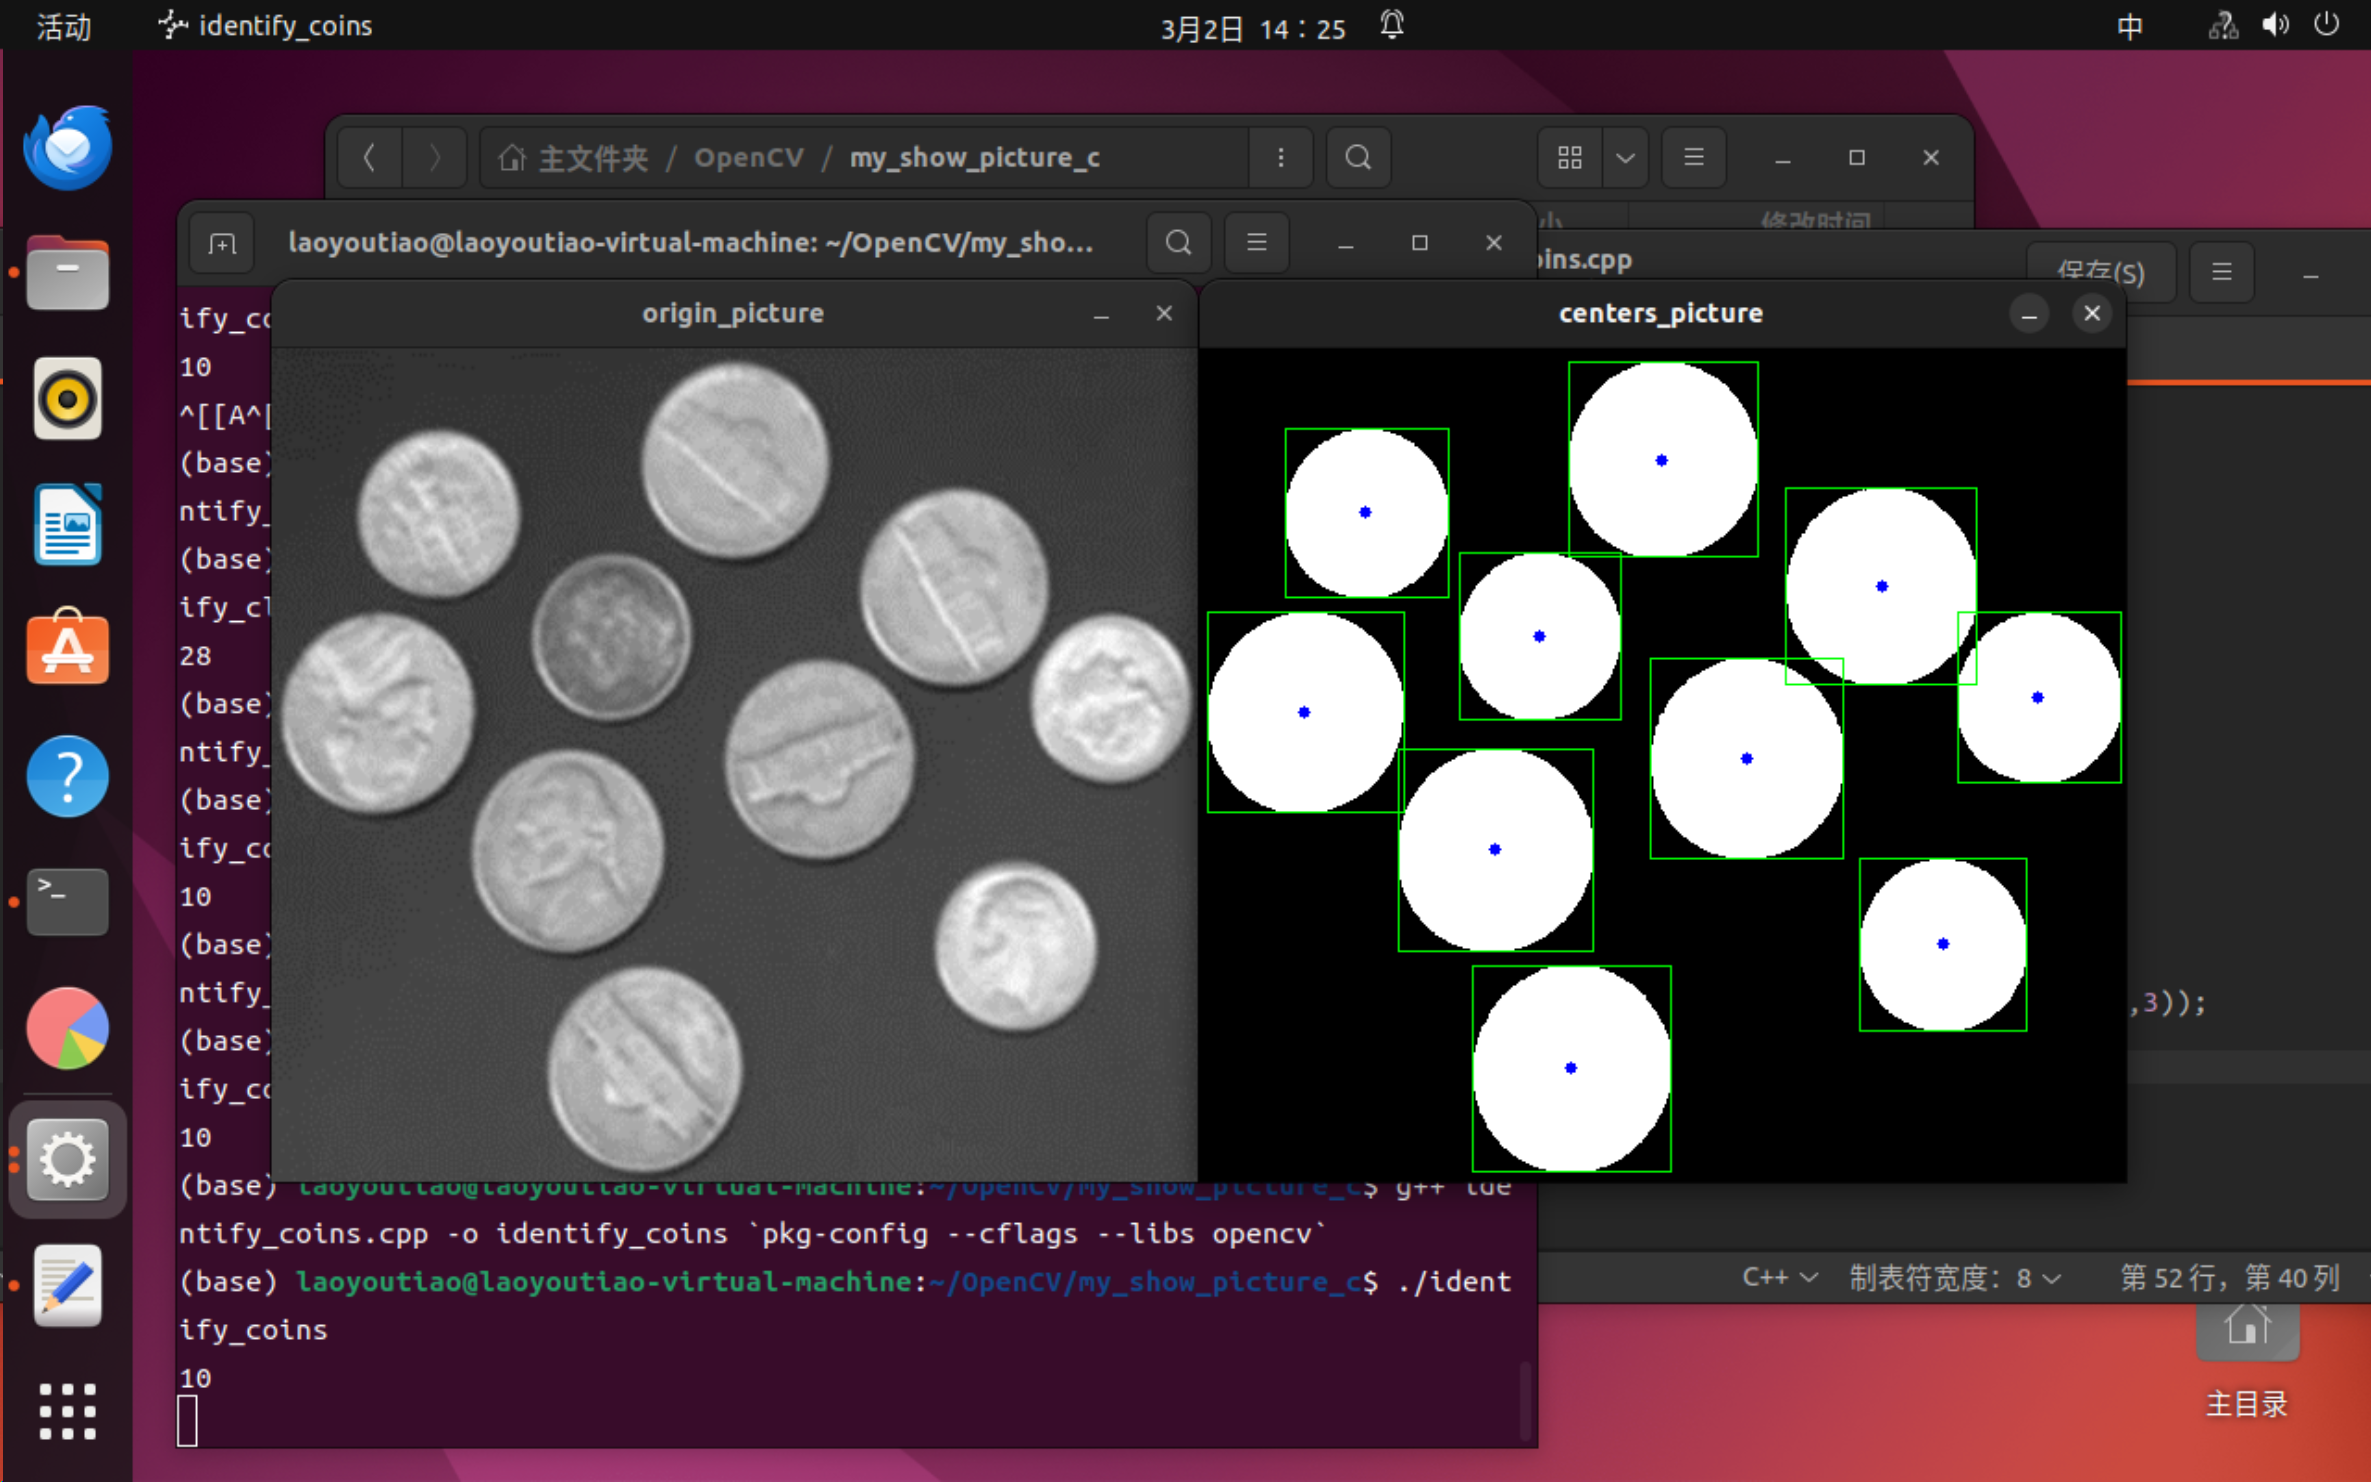 活动
identify_coins
3月2日 14：25
中
主文件夹 / OpenCV / my_show_picture_c
修改时间
laoyoutiao@laoyoutiao-virtual-machine: ~/OpenCV/my_sho...
ins.cpp
保存(S)
origin_picture
centers_picture
ify_co
10
^[[A^[
(base)
ntify_
(base)
ify_cl
28
(base)
ntify_
(base)
ify_co
10
(base)
ntify_
(base)
ify_co
10
,3));
(base) laoyoutiao@laoyoutiao-virtual-machine:~/OpenCV/my_show_picture_c$ g++ ide
ntify_coins.cpp -o identify_coins `pkg-config --cflags --libs opencv`
(base) laoyoutiao@laoyoutiao-virtual-machine:~/OpenCV/my_show_picture_c$ ./ident
ify_coins
10
C++
制表符宽度：8
第 52 行，第 40 列
主目录